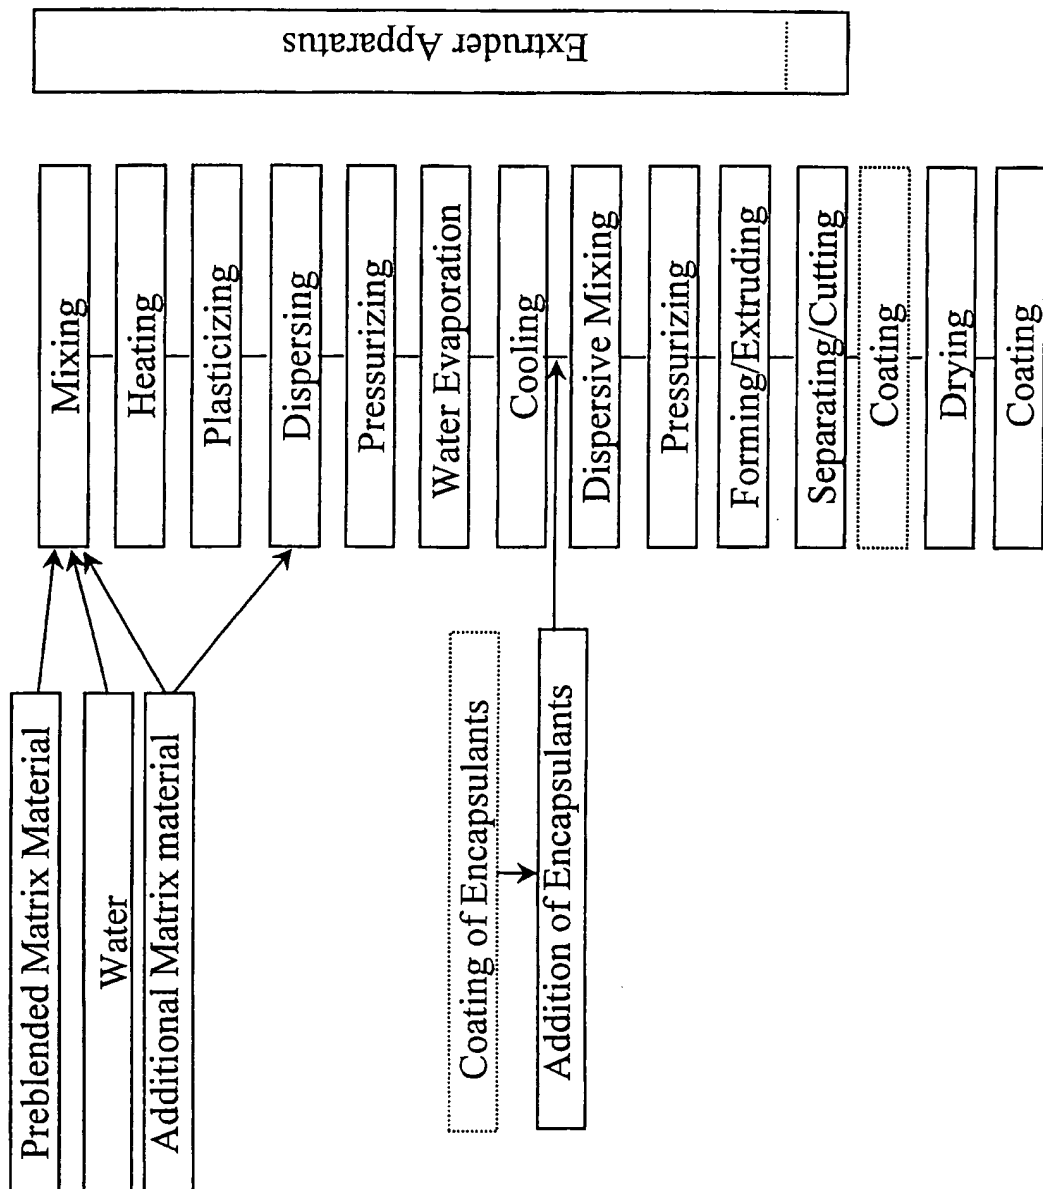 Preblended Matrix Material
Water
Additional Matrix material
Coating of Encapsulants
Addition of Encapsulants
Mixing
Heating
Plasticizing
Dispersing
Pressurizing
Water Evaporation
Cooling
Dispersive Mixing
Pressurizing
Forming/Extruding
Separating/Cutting
Coating
Drying
Coating
Extruder Apparatus